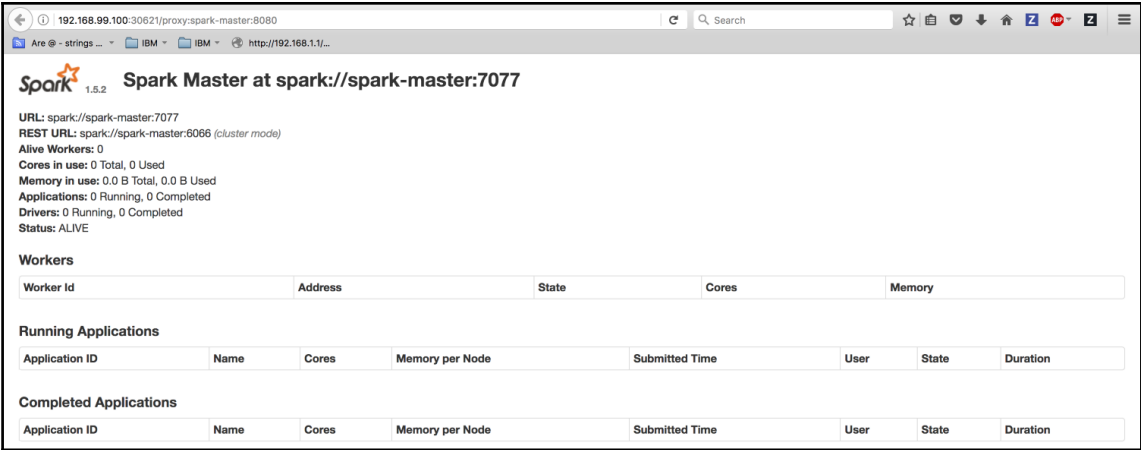 192.168.99.100:30621/proxy:spark-master:8080
Search
ABP
Z
Z
Are @ - strings ...
IBM
IBM
http://192.168.1.1/...
Spark 1.5.2 Spark Master at spark://spark-master:7077
URL: spark://spark-master:7077
REST URL: spark://spark-master:6066 (cluster mode)
Alive Workers: 0
Cores in use: 0 Total, 0 Used
Memory in use: 0.0 B Total, 0.0 B Used
Applications: 0 Running, 0 Completed
Drivers: 0 Running, 0 Completed
Status: ALIVE
Workers
Worker Id Address State Cores Memory
Running Applications
Application ID Name Cores Memory per Node Submitted Time User State Duration
Completed Applications
Application ID Name Cores Memory per Node Submitted Time User State Duration